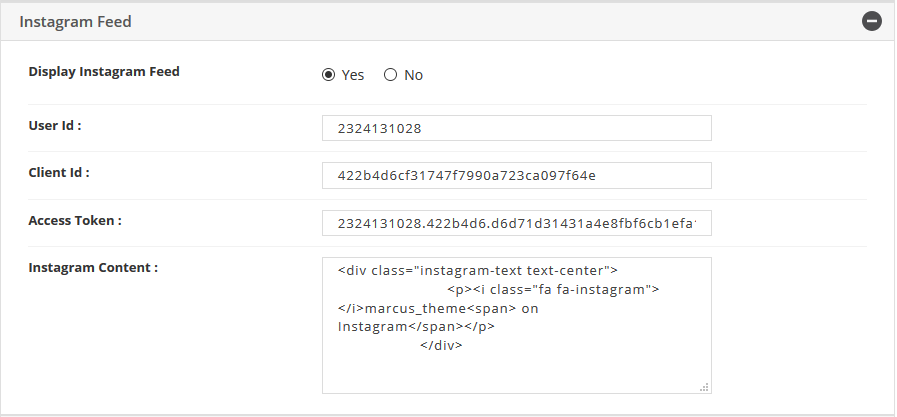 Instagram Feed
Display Instagram Feed
Yes No
User Id :
2324131028
Client Id :
422b4d6cf31747f7990a723ca097f64e
Access Token :
2324131028.422b4d6.d6d71d31431a4e8fbf6cb1efa
Instagram Content :
<div class="instagram-text text-center">
<p><i class="fa fa-instagram">
</i>marcus_theme<span> on
Instagram</span></p>
</div>